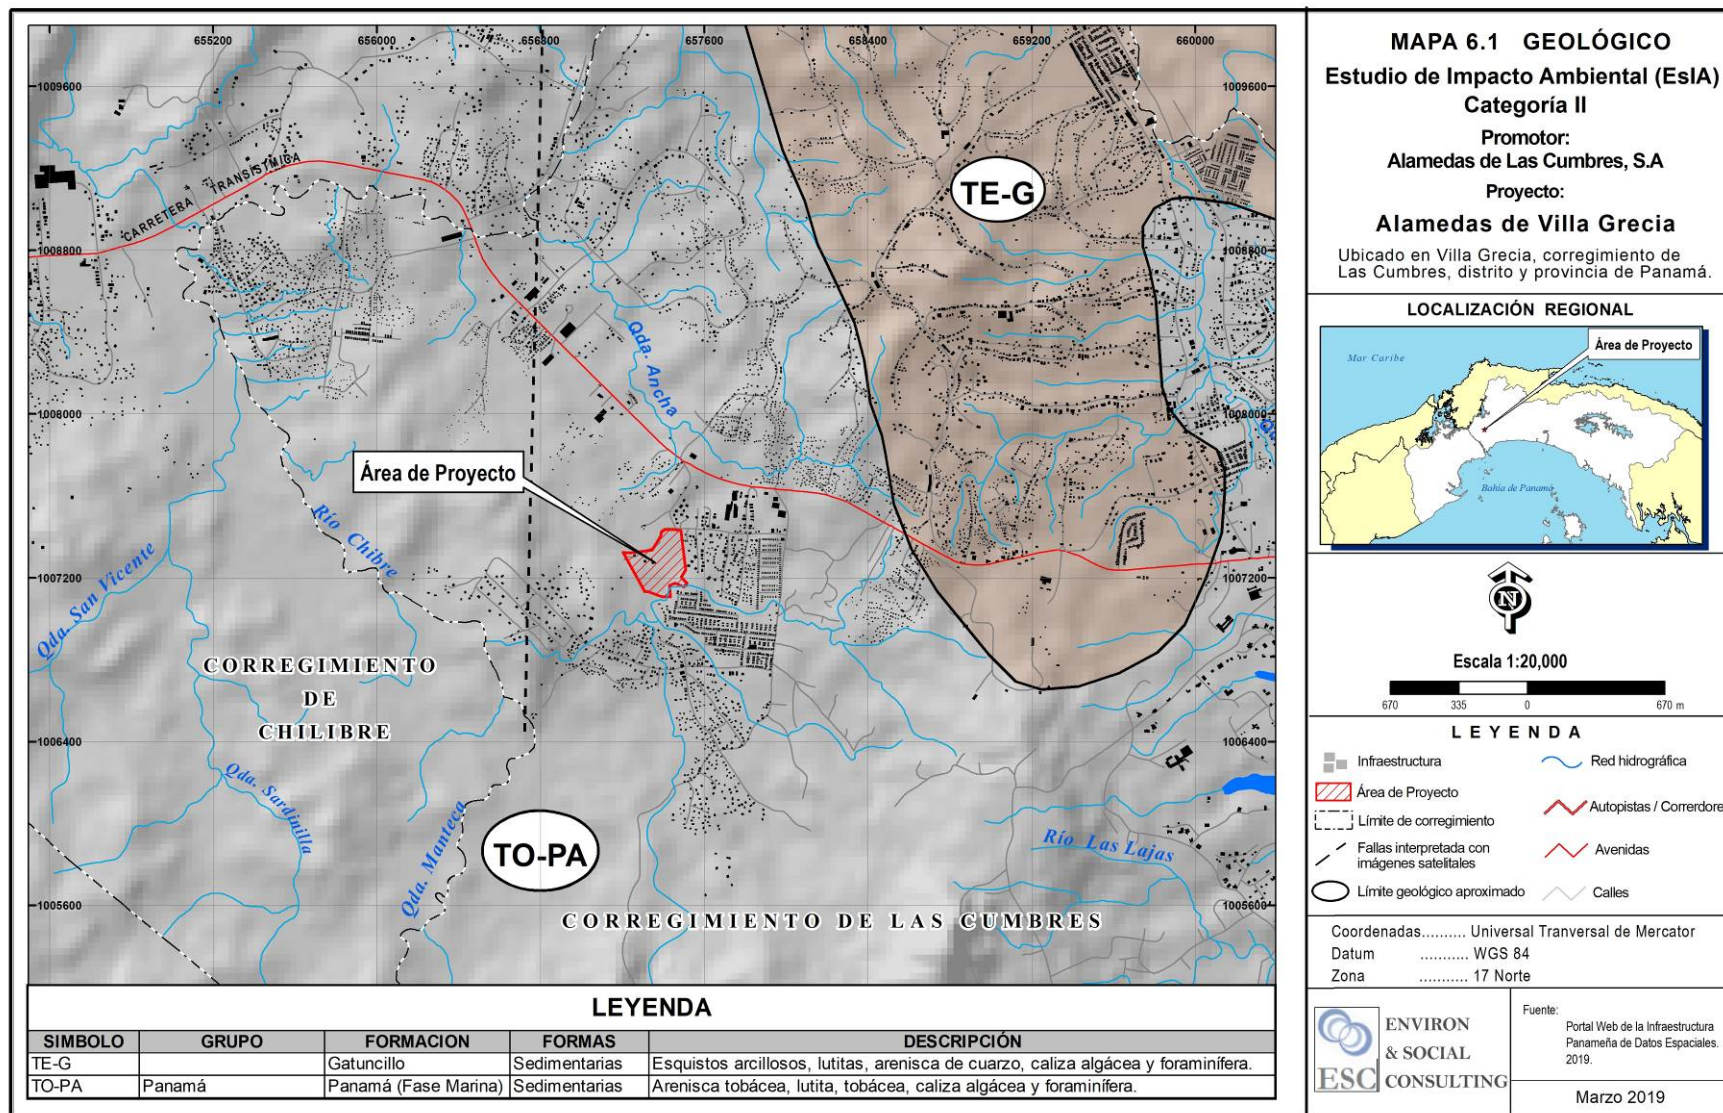 MAPA 6.1 GEOLÓGICO
Estudio de Impacto Ambiental (EsIA)
Categoría II
Promotor:
Alamedas de Las Cumbres, S.A
Proyecto:
Alamedas de Villa Grecia
Ubicado en Villa Grecia, corregimiento de
Las Cumbres, distrito y provincia de Panamá.
LOCALIZACIÓN REGIONAL
Mar Caribe
Área de Proyecto
Bahía de Panamá
N
Escala 1:20,000
670 335 0 670 m
LEYENDA
Infraestructura
Red hidrográfica
Área de Proyecto
Autopistas / Correrdore
Límite de corregimiento
Fallas interpretada con
imágenes satelitales
Avenidas
Límite geológico aproximado
Calles
Coordenadas.......... Universal Tranversal de Mercator
Datum ........... WGS 84
Zona ........... 17 Norte
ESC
ENVIRON
& SOCIAL
CONSULTING
Fuente:
Portal Web de la Infraestructura
Panameña de Datos Espaciales.
2019.
Marzo 2019
655200 656000 656800 657600 658400 659200 660000
1009600 1009600
1008800 1008800
1008000 1008000
1007200 1007200
1006400 1006400
1005600 1005600
CARRETERA TRANSISTMICA
TE-G
Qda. Ancha
Área de Proyecto
Río Chibre
Qda. San Vicente
CORREGIMIENTO
DE
CHILIBRE
Qda. Sardinilla
Qda. Manteca
TO-PA
Río Las Lajas
CORREGIMIENTO DE LAS CUMBRES
LEYENDA
SIMBOLO GRUPO FORMACION FORMAS DESCRIPCIÓN
TE-G Gatuncillo Sedimentarias Esquistos arcillosos, lutitas, arenisca de cuarzo, caliza algácea y foraminífera.
TO-PA Panamá Panamá (Fase Marina) Sedimentarias Arenisca tobácea, lutita, tobácea, caliza algácea y foraminífera.